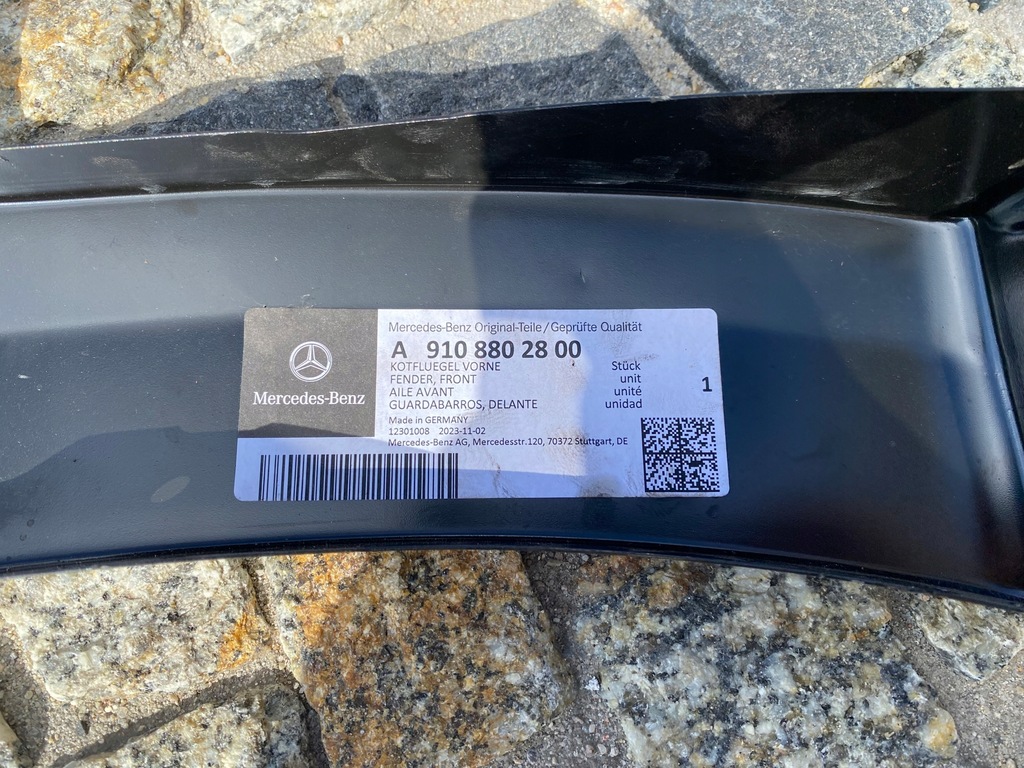 Mercedes-Benz Original-Teile/Geprüfte Qualität
A 910 880 28 00
KOTFLUEGEL VORNE Stück
FENDER, FRONT unit
AILE AVANT unité
GUARDABARROS, DELANTE unidad
1
Mercedes-Benz
Made in GERMANY
12301008 2023-11-02
Mercedes-Benz AG, Mercedesstr.120, 70372 Stuttgart, DE